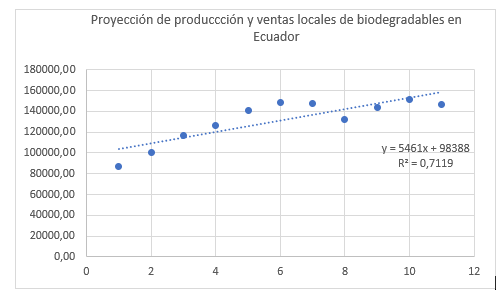 Proyección de produccción y ventas locales de biodegradables en
Ecuador
180000,00
160000,00
140000,00
120000,00
100000,00
80000,00
60000,00
40000,00
20000,00
0,00
y = 5461x + 98388
R² = 0,7119
0 2 4 6 8 10 12